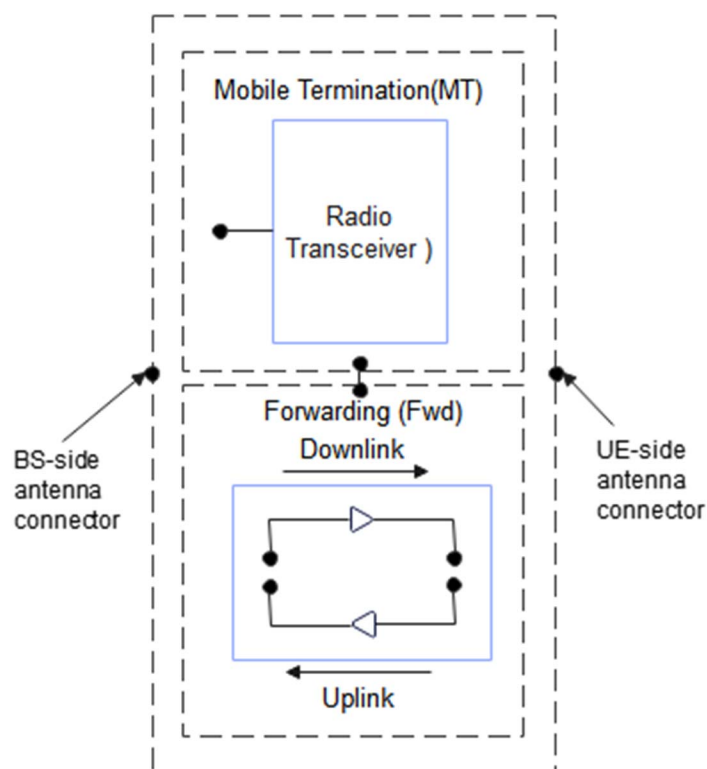 Mobile Termination(MT)
Radio
Transceiver )
Forwarding (Fwd)
Downlink
BS-side
antenna
connector
UE-side
antenna
connector
Uplink